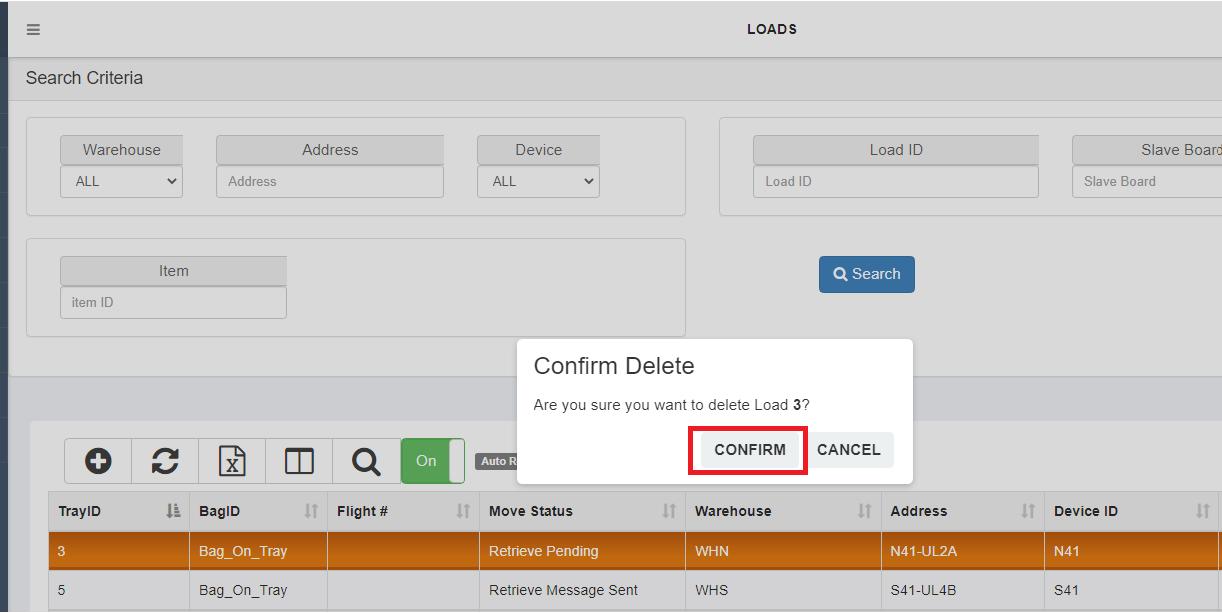 LOADS
Search Criteria
Warehouse Address Device Load ID
ALL Address ALL Load ID Slave Board
Item
item ID
Search
Confirm Delete
Are you sure you want to delete Load 3?
CONFIRM CANCEL
On
Auto
TrayID BagID Flight # Move Status Warehouse Address Device ID
3 Bag_On_Tray Retrieve Pending WHN N41-UL2A N41
5 Bag_On_Tray Retrieve Message Sent WHS S41-UL4B S41